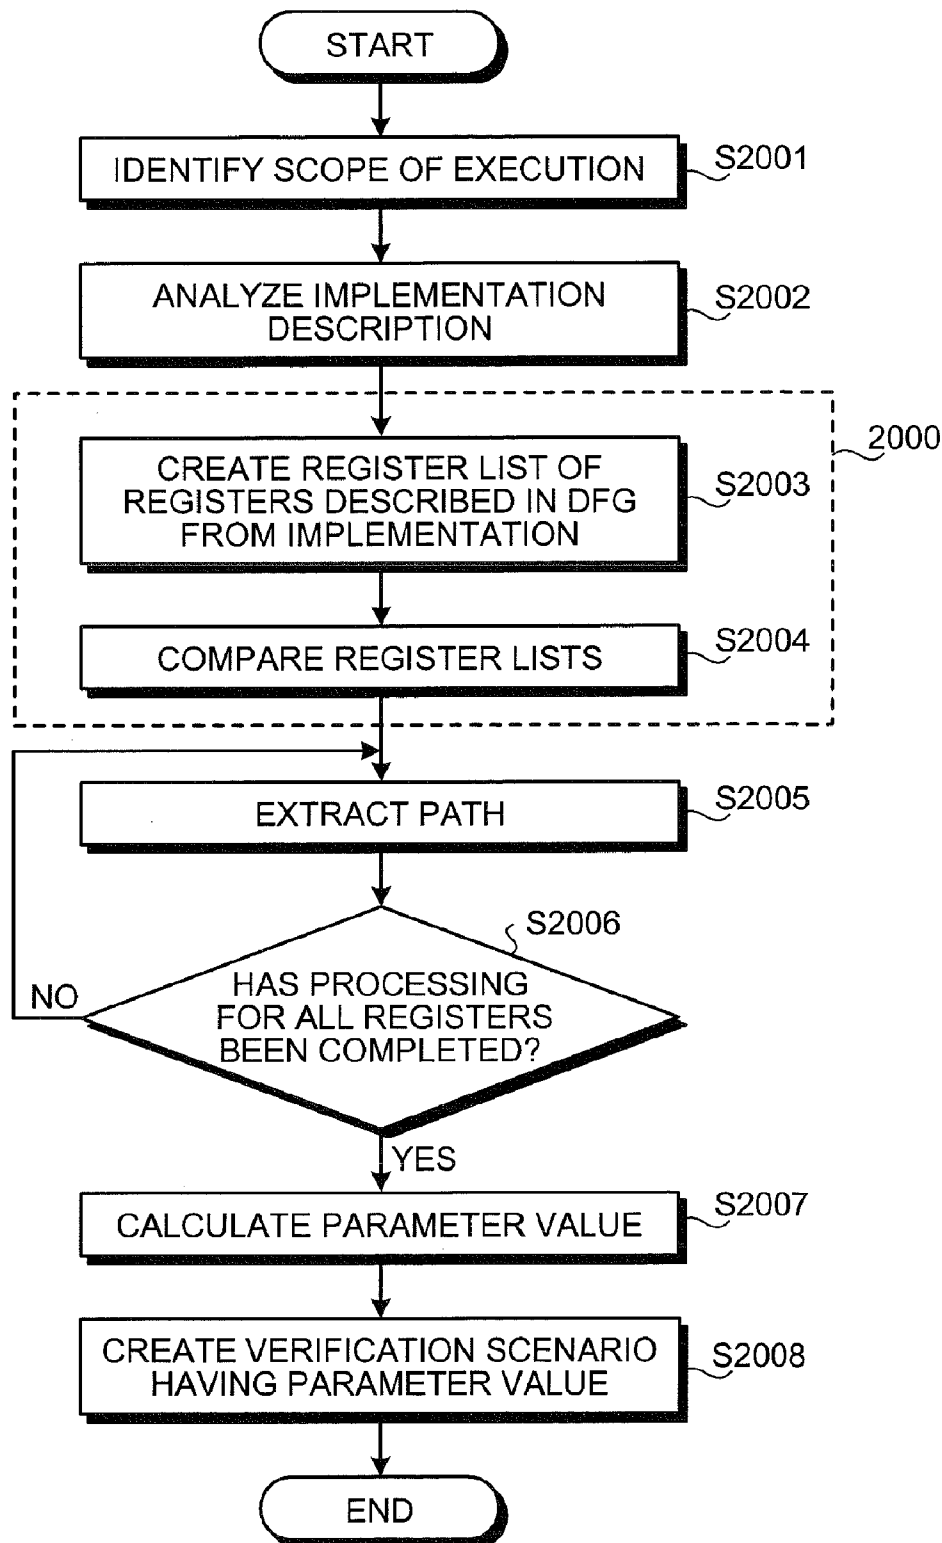 START
IDENTIFY SCOPE OF EXECUTION
S2001
ANALYZE IMPLEMENTATION
DESCRIPTION
S2002
2000
CREATE REGISTER LIST OF
REGISTERS DESCRIBED IN DFG
FROM IMPLEMENTATION
S2003
COMPARE REGISTER LISTS
S2004
EXTRACT PATH
S2005
S2006
HAS PROCESSING
FOR ALL REGISTERS
BEEN COMPLETED?
NO
YES
CALCULATE PARAMETER VALUE
S2007
CREATE VERIFICATION SCENARIO
HAVING PARAMETER VALUE
S2008
END